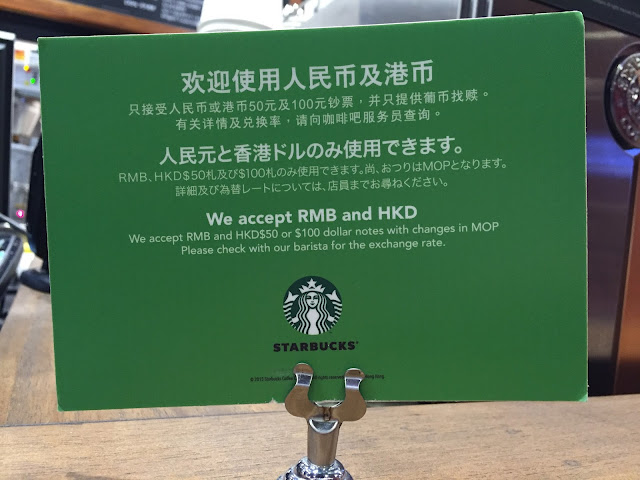 欢迎使用人民币及港币
只接受人民币或港币50元及100元钞票，并只提供葡币找赎。
有关详情及兑换率，请向咖啡吧服务员查询。
人民元と香港ドルのみ使用できます。
RMB、HKD$50札及び$100札のみ使用できます。尚、おつりはMOPとなります。
詳細及び為替レートについては、店員までお尋ねください。
We accept RMB and HKD
We accept RMB and HKD$50 or $100 dollar notes with changes in MOP
Please check with our barista for the exchange rate.
STARBUCKS
Starbucks Coffee rights reserved Hong Kong